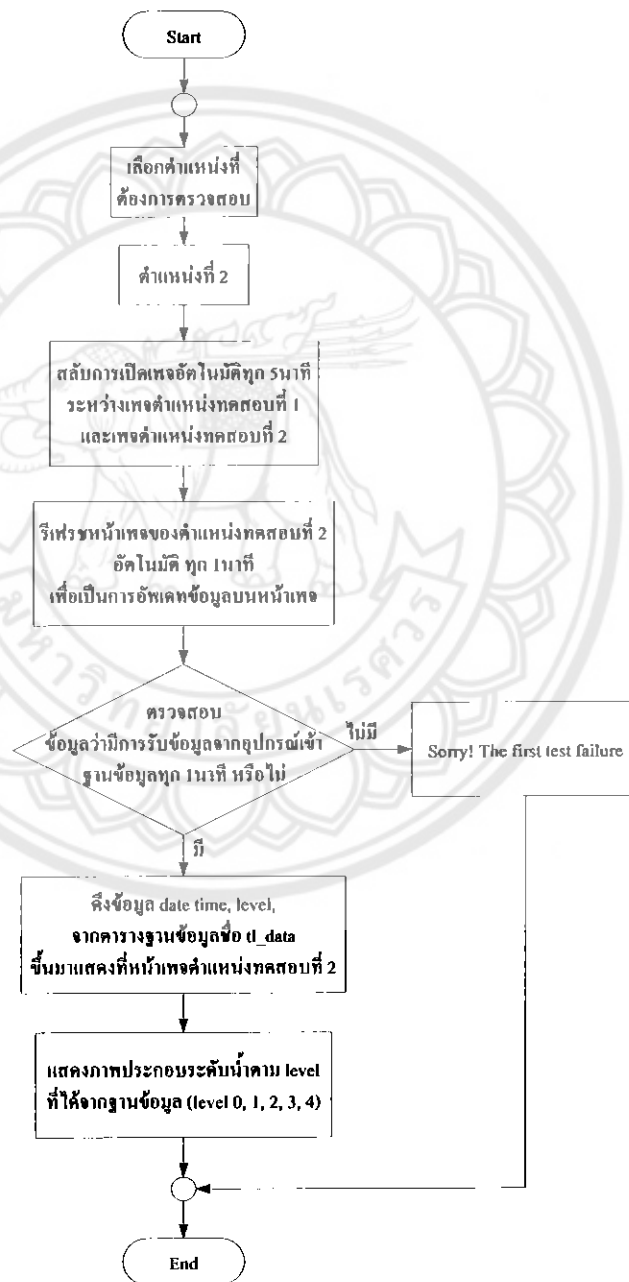 Start
เลือกตำแหน่งที่
ต้องการตรวจสอบ
ตำแหน่งที่ 2
สลับการเปิดเพจอัตโนมัติทุก 5นาที
ระหว่างเพจตำแหน่งทดสอบที่ 1
และเพจตำแหน่งทดสอบที่ 2
รีเฟรชหน้าเพจของตำแหน่งทดสอบที่ 2
อัตโนมัติ ทุก 1นาที
เพื่อเป็นการอัพเดทข้อมูลบนหน้าเพจ
ตรวจสอบ
ข้อมูลว่ามีการรับข้อมูลจากอุปกรณ์เข้า
ฐานข้อมูลทุก 1นาที หรือไม่
ไม่มี
Sorry! The first test failure
มี
ดึงข้อมูล date time, level,
จากตารางฐานข้อมูลชื่อ tl_data
ขึ้นมาแสดงที่หน้าเพจตำแหน่งทดสอบที่ 2
แสดงภาพประกอบระดับน้ำตาม level
ที่ได้จากฐานข้อมูล (level 0, 1, 2, 3, 4)
End
มหาวิทยาลัยนเรศวร